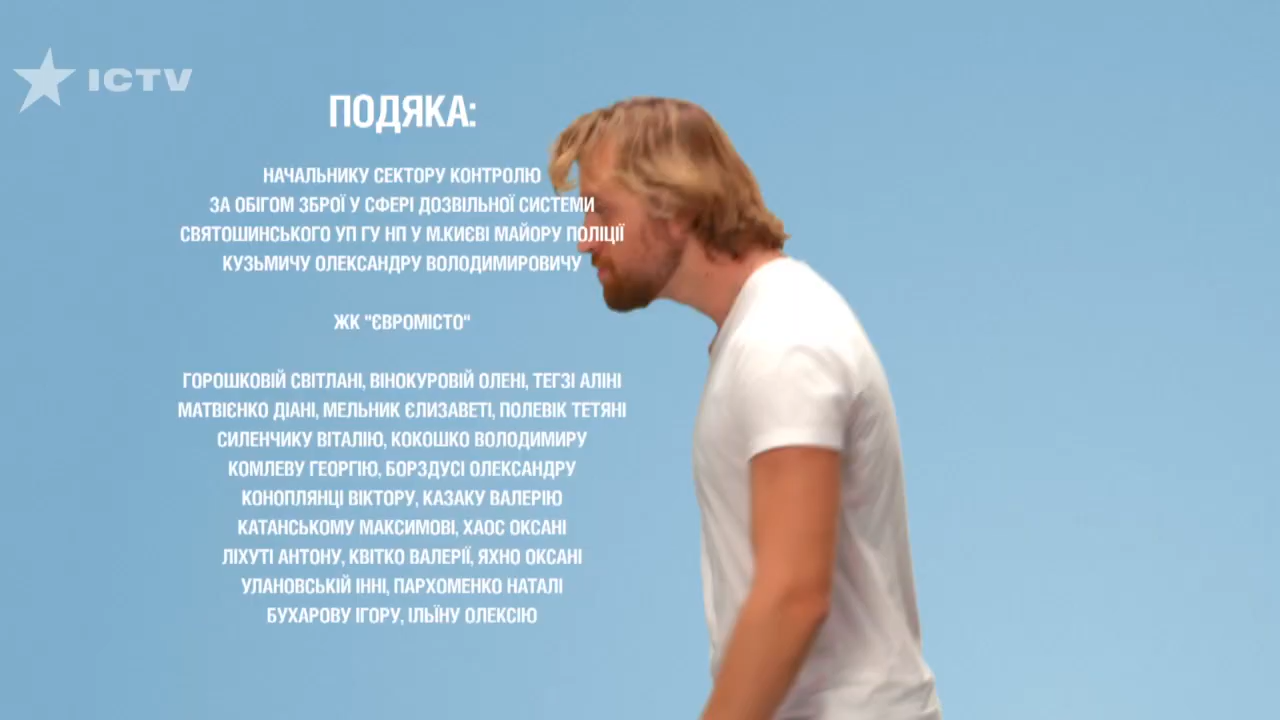 ICTV
ПОДЯКА:
НАЧАЛЬНИКУ СЕКТОРУ КОНТРОЛЮ
ЗА ОБІГОМ ЗБРОЇ У СФЕРІ ДОЗВІЛЬНОЇ СИСТЕМИ
СВЯТОШИНСЬКОГО УП ГУ НП У М.КИЄВІ МАЙОРУ ПОЛІЦІЇ
КУЗЬМИЧУ ОЛЕКСАНДРУ ВОЛОДИМИРОВИЧУ
ЖК "ЄВРОМІСТО"
ГОРОШКОВІЙ СВІТЛАНІ, ВІНОКУРОВІЙ ОЛЕНІ, ТЕГЗІ АЛІНІ
МАТВІЄНКО ДІАНІ, МЕЛЬНИК ЄЛИЗАВЕТІ, ПОЛЕВІК ТЕТЯНІ
СИЛЕНЧИКУ ВІТАЛІЮ, КОКОШКО ВОЛОДИМИРУ
КОМЛЕВУ ГЕОРГІЮ, БОРЗДУСІ ОЛЕКСАНДРУ
КОНОПЛЯНЦІ ВІКТОРУ, КАЗАКУ ВАЛЕРІЮ
КАТАНСЬКОМУ МАКСИМОВІ, ХАОС ОКСАНІ
ЛІХУТІ АНТОНУ, КВІТКО ВАЛЕРІЇ, ЯХНО ОКСАНІ
УЛАНОВСЬКІЙ ІННІ, ПАРХОМЕНКО НАТАЛІ
БУХАРОВУ ІГОРУ, ІЛЬЇНУ ОЛЕКСІЮ